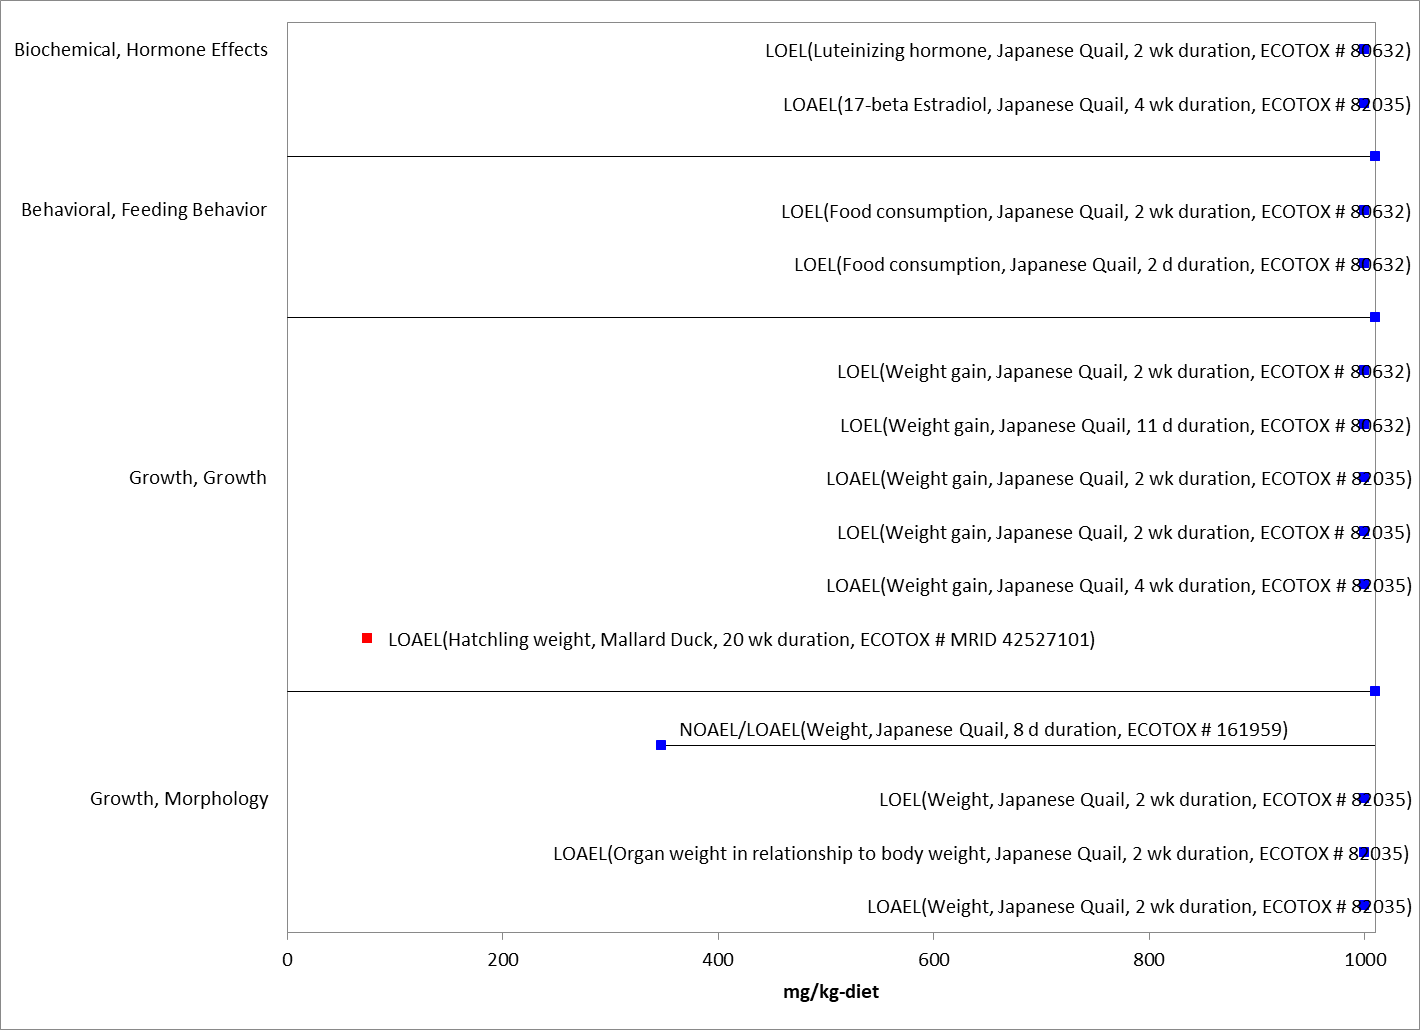 Biochemical, Hormone Effects
LOEL(Luteinizing hormone, Japanese Quail, 2 wk duration, ECOTOX # 80632)
LOAEL(17-beta Estradiol, Japanese Quail, 4 wk duration, ECOTOX # 82035)
Behavioral, Feeding Behavior
LOEL(Food consumption, Japanese Quail, 2 wk duration, ECOTOX # 80632)
LOEL(Food consumption, Japanese Quail, 2 d duration, ECOTOX # 80632)
LOEL(Weight gain, Japanese Quail, 2 wk duration, ECOTOX # 80632)
LOEL(Weight gain, Japanese Quail, 11 d duration, ECOTOX # 80632)
Growth, Growth
LOAEL(Weight gain, Japanese Quail, 2 wk duration, ECOTOX # 82035)
LOEL(Weight gain, Japanese Quail, 2 wk duration, ECOTOX # 82035)
LOAEL(Weight gain, Japanese Quail, 4 wk duration, ECOTOX # 82035)
LOAEL(Hatchling weight, Mallard Duck, 20 wk duration, ECOTOX # MRID 42527101)
NOAEL/LOAEL(Weight, Japanese Quail, 8 d duration, ECOTOX # 161959)
Growth, Morphology
LOEL(Weight, Japanese Quail, 2 wk duration, ECOTOX # 82035)
LOAEL(Organ weight in relationship to body weight, Japanese Quail, 2 wk duration, ECOTOX # 82035)
LOAEL(Weight, Japanese Quail, 2 wk duration, ECOTOX # 82035)
0 200 400 600 800 1000
mg/kg-diet